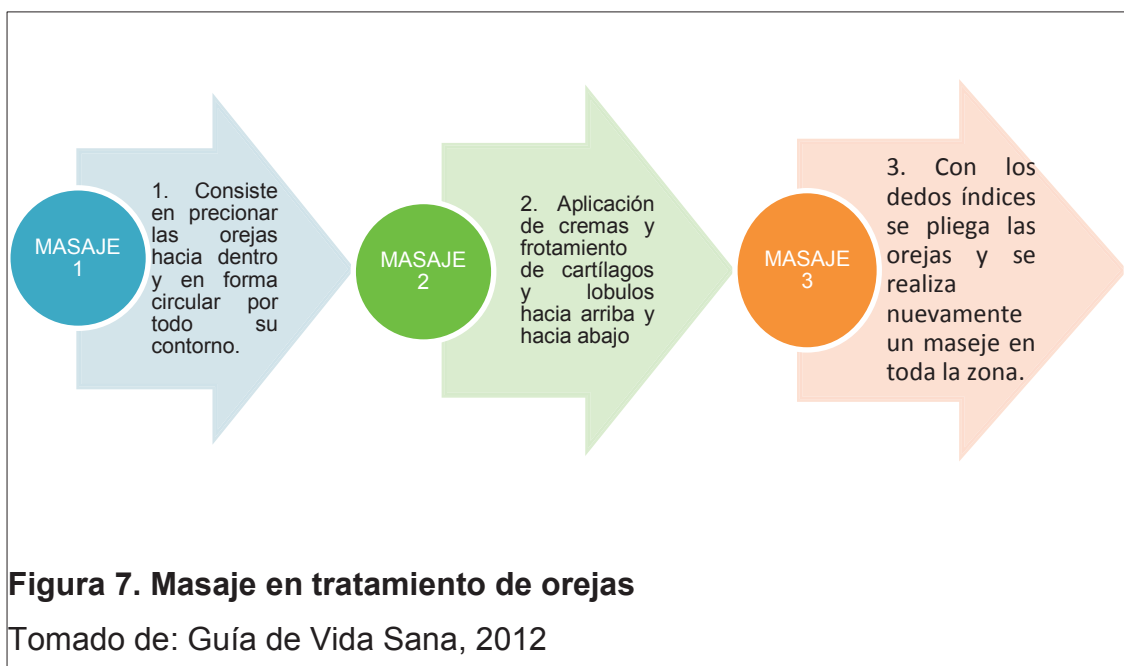 MASAJE
1
1. Consiste
en precionar
las orejas
hacia dentro
y en forma
circular por
todo su
contorno.
MASAJE
2
2. Aplicación
de cremas y
frotamiento
de cartílagos
y lobulos
hacia arriba y
hacia abajo
MASAJE
3
3. Con los
dedos índices
se pliega las
orejas y se
realiza
nuevamente
un maseje en
toda la zona.
Figura 7. Masaje en tratamiento de orejas
Tomado de: Guía de Vida Sana, 2012